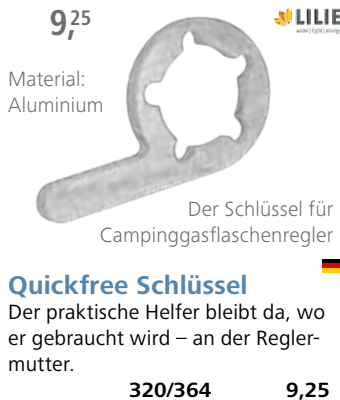 9,25
LILIE
water | light | energy
Material:
Aluminium
Der Schlüssel für
Campinggasflaschenregler
Quickfree Schlüssel
Der praktische Helfer bleibt da, wo
er gebraucht wird – an der Regler-
mutter.
320/364 9,25